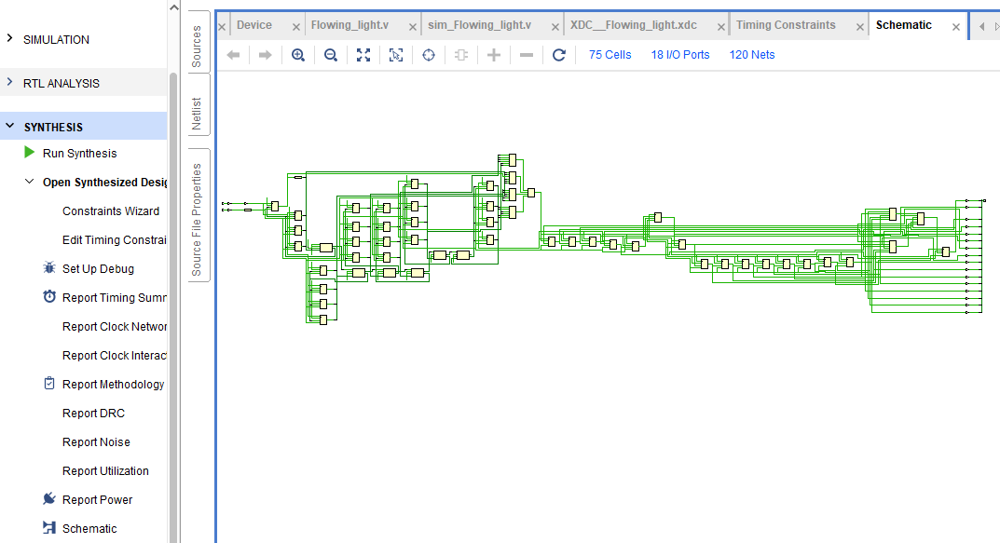 SIMULATION
RTL ANALYSIS
SYNTHESIS
Run Synthesis
Open Synthesized Desig
Constraints Wizard
Edit Timing Constrai
Set Up Debug
Report Timing Summ
Report Clock Networ
Report Clock Interact
Report Methodology
Report DRC
Report Noise
Report Utilization
Report Power
Schematic
Sources
Netlist
Source File Properties
Device
Flowing_light.v
sim_Flowing_light.v
XDC__Flowing_light.xdc
Timing Constraints
Schematic
75 Cells
18 I/O Ports
120 Nets